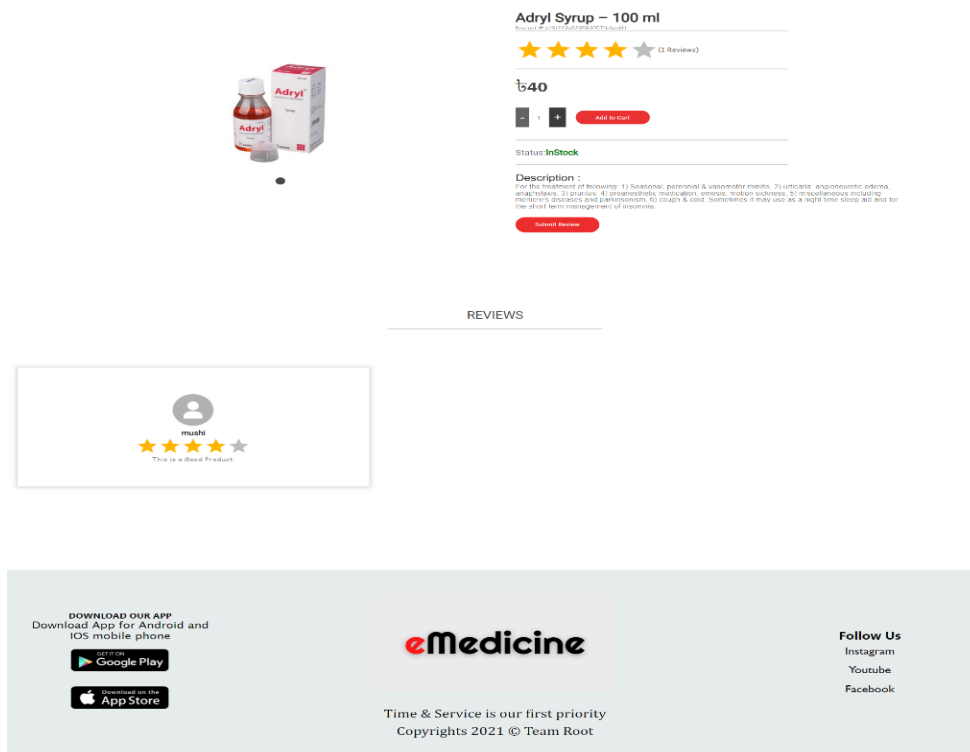 Adryl Syrup – 100 ml
(1 Reviews)
৳40
- 1 +
Add to Cart
Status:InStock
Description :
For the treatment of following: 1) Seasonal, perennial & vasomotor rhinitis, 2) urticaria, angioneurotic edema,
anaphylaxis, 3) pruritus, 4) preanesthetic medication, emesis, motion sickness, 5) miscellaneous including
meniere's diseases and parkinsonism, 6) cough & cold. Sometimes it may use as a night time sleep aid and for
the short term management of insomnia.
Submit Review
Adryl
Adryl
REVIEWS
mushi
This is a Good Product.
DOWNLOAD OUR APP
Download App for Android and
IOS mobile phone
GET IT ON
Google Play
Download on the
App Store
eMedicine
Time & Service is our first priority
Copyrights 2021 © Team Root
Follow Us
Instagram
Youtube
Facebook